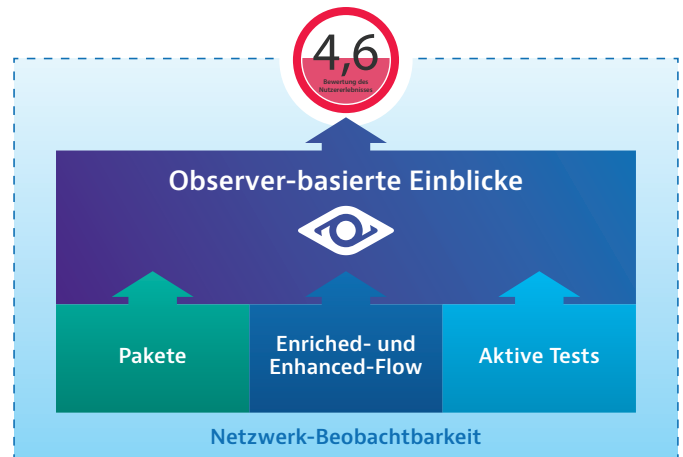 4,6
Bewertung des
Nutzererlebnisses
Observer-basierte Einblicke
Pakete
Enriched- und
Enhanced-Flow
Aktive Tests
Netzwerk-Beobachtbarkeit